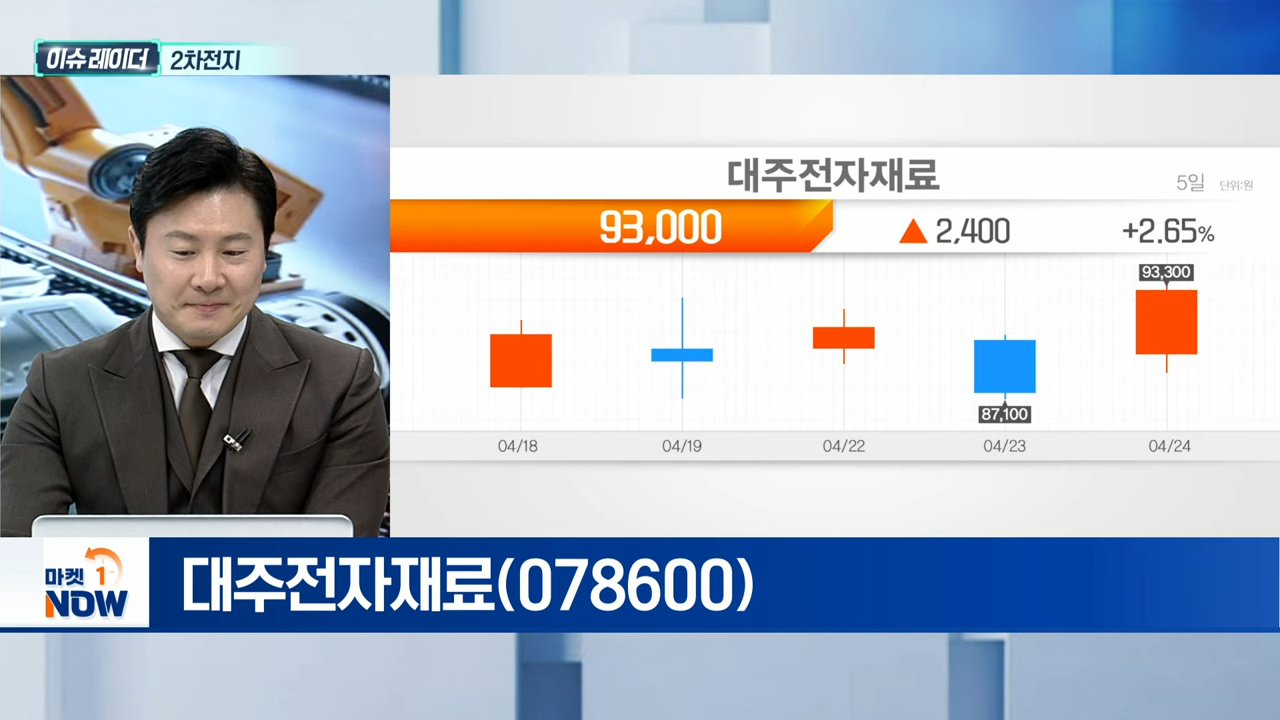 이슈 레이더 2차전지
대주전자재료
5일 단위:원
93,000 ▲ 2,400 +2.65%
93,300
87,100
04/18 04/19 04/22 04/23 04/24
마켓 1
NOW
대주전자재료(078600)